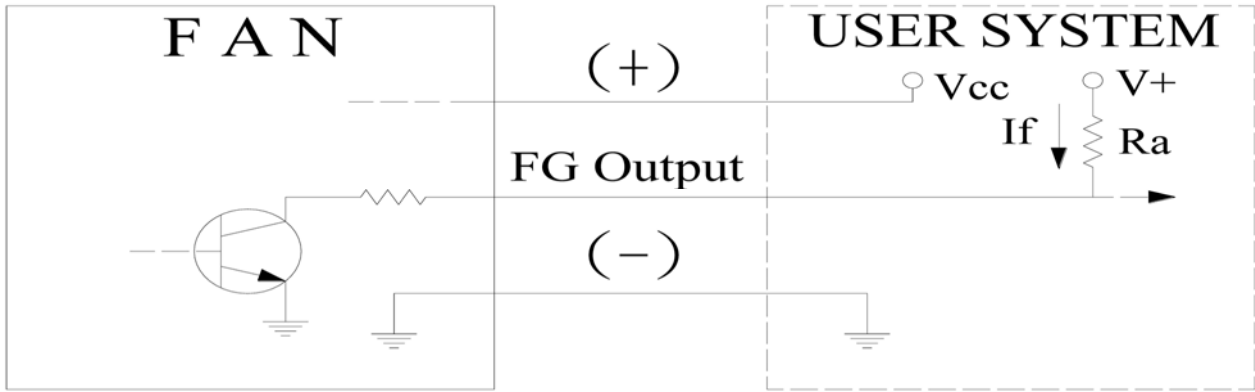 F A N
USER SYSTEM
(+)
Vcc
V+
If
Ra
FG Output
(-)